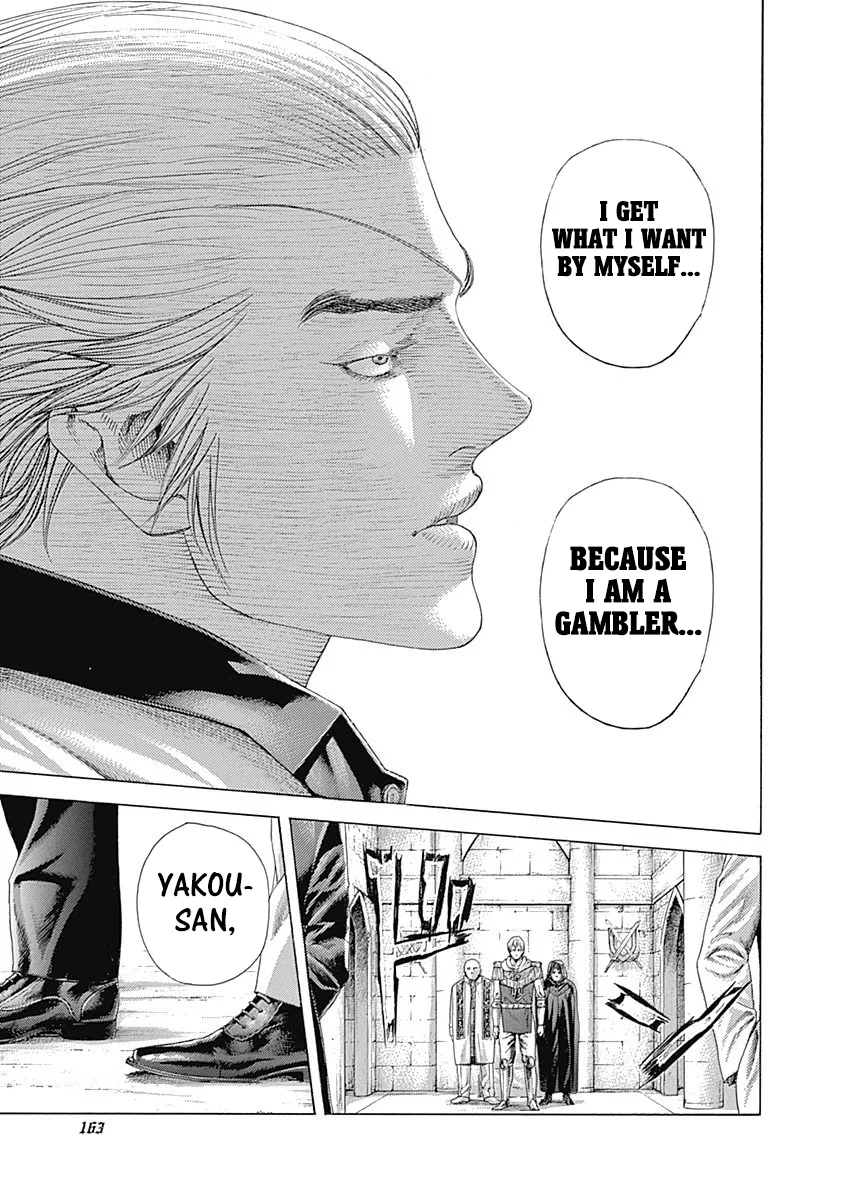 I GET
WHAT I WANT
BY MYSELF...
BECAUSE
I AM A
GAMBLER...
YAKOU-
SAN,
163